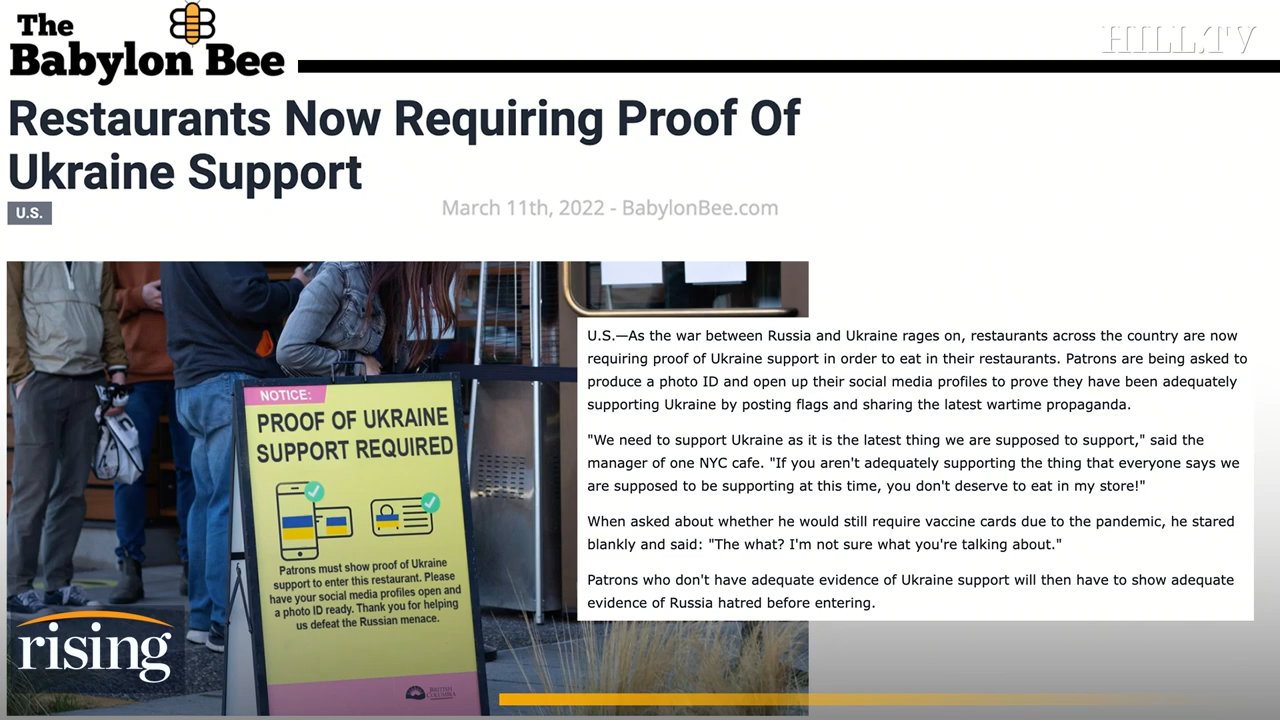 The
Babylon Bee
HILL.TV
Restaurants Now Requiring Proof Of
Ukraine Support
U.S.
March 11th, 2022 - BabylonBee.com
NOTICE:
PROOF OF UKRAINE
SUPPORT REQUIRED
Patrons must show proof of Ukraine
support to enter this restaurant. Please
have your social media profiles open and
a photo ID ready. Thank you for helping
us defeat the Russian menace.
BRITISH
COLUMBIA
U.S.—As the war between Russia and Ukraine rages on, restaurants across the country are now
requiring proof of Ukraine support in order to eat in their restaurants. Patrons are being asked to
produce a photo ID and open up their social media profiles to prove they have been adequately
supporting Ukraine by posting flags and sharing the latest wartime propaganda.
"We need to support Ukraine as it is the latest thing we are supposed to support," said the
manager of one NYC cafe. "If you aren't adequately supporting the thing that everyone says we
are supposed to be supporting at this time, you don't deserve to eat in my store!"
When asked about whether he would still require vaccine cards due to the pandemic, he stared
blankly and said: "The what? I'm not sure what you're talking about."
Patrons who don't have adequate evidence of Ukraine support will then have to show adequate
evidence of Russia hatred before entering.
rising